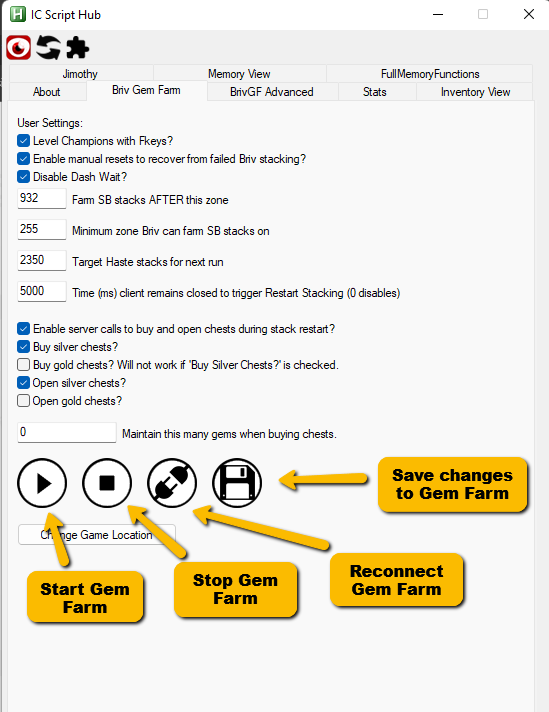 IC Script Hub
Jimothy
Memory View
FullMemoryFunctions
About
Briv Gem Farm
BrivGF Advanced
Stats
Inventory View
User Settings:
Level Champions with Fkeys?
Enable manual resets to recover from failed Briv stacking?
Disable Dash Wait?
932 Farm SB stacks AFTER this zone
255 Minimum zone Briv can farm SB stacks on
2350 Target Haste stacks for next run
5000 Time (ms) client remains closed to trigger Restart Stacking (0 disables)
Enable server calls to buy and open chests during stack restart?
Buy silver chests?
Buy gold chests? Will not work if 'Buy Silver Chests?' is checked.
Open silver chests?
Open gold chests?
0 Maintain this many gems when buying chests.
Save changes
to Gem Farm
Change Game Location
Start Gem
Farm
Stop Gem
Farm
Reconnect
Gem Farm